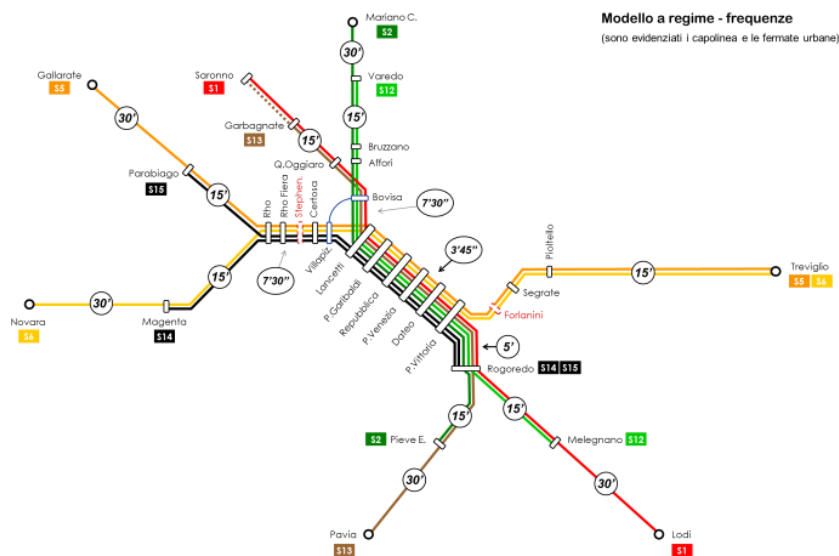 Modello a regime - frequenze
(sono evidenziati i capolinea e le fermate urbane)
Mariano C.
S2
30'
Gallarate
S5
Saronno
S1
Varedo
S12
30'
Garbagnate
S13
15'
15'
Bruzzano
Q.Oggiaro
Affori
Parabiago
S15
15'
Bovisa
7'30"
Rho
Rho Fiera
Stephen.
Certosa
Villapiz.
7'30"
3'45"
Lancetti
P.Garibaldi
Repubblica
P.Venezia
Dateo
P.Vittoria
Pioltello
15'
Treviglio
S5 S6
Segrate
Forlanini
15'
30'
Novara
S6
Magenta
S14
5'
Rogoredo S14 S15
15'
15'
S2 Pieve E.
Melegnano S12
30'
30'
Pavia
S13
Lodi
S1